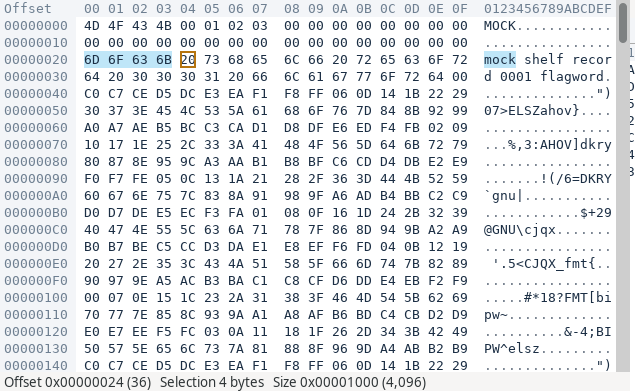 Offset 00 01 02 03 04 05 06 07 08 09 0A 0B 0C 0D 0E 0F 0123456789ABCDEF
00000000 4D 4F 43 4B 00 01 02 03 00 00 00 00 00 00 00 00 MOCK............
00000010 00 00 00 00 00 00 00 00 00 00 00 00 00 00 00 00 ................
00000020 6D 6F 63 6B 20 73 68 65 6C 66 20 72 65 63 6F 72 mock shelf recor
00000030 64 20 30 30 30 31 20 66 6C 61 67 77 6F 72 64 00 d 0001 flagword.
00000040 C0 C7 CE D5 DC E3 EA F1 F8 FF 06 0D 14 1B 22 29 ..............")
00000050 30 37 3E 45 4C 53 5A 61 68 6F 76 7D 84 8B 92 99 07>ELSZahov}....
00000060 A0 A7 AE B5 BC C3 CA D1 D8 DF E6 ED F4 FB 02 09 ................
00000070 10 17 1E 25 2C 33 3A 41 48 4F 56 5D 64 6B 72 79 ...%,3:AHOV]dkry
00000080 80 87 8E 95 9C A3 AA B1 B8 BF C6 CD D4 DB E2 E9 ................
00000090 F0 F7 FE 05 0C 13 1A 21 28 2F 36 3D 44 4B 52 59 .......!(/6=DKRY
000000A0 60 67 6E 75 7C 83 8A 91 98 9F A6 AD B4 BB C2 C9 `gnu|...........
000000B0 D0 D7 DE E5 EC F3 FA 01 08 0F 16 1D 24 2B 32 39 ............$+29
000000C0 40 47 4E 55 5C 63 6A 71 78 7F 86 8D 94 9B A2 A9 @GNU\cjqx.......
000000D0 B0 B7 BE C5 CC D3 DA E1 E8 EF F6 FD 04 0B 12 19 ................
000000E0 20 27 2E 35 3C 43 4A 51 58 5F 66 6D 74 7B 82 89  '.5<CJQX_fmt{..
000000F0 90 97 9E A5 AC B3 BA C1 C8 CF D6 DD E4 EB F2 F9 ................
00000100 00 07 0E 15 1C 23 2A 31 38 3F 46 4D 54 5B 62 69 .....#*18?FMT[bi
00000110 70 77 7E 85 8C 93 9A A1 A8 AF B6 BD C4 CB D2 D9 pw~.............
00000120 E0 E7 EE F5 FC 03 0A 11 18 1F 26 2D 34 3B 42 49 ..........&-4;BI
00000130 50 57 5E 65 6C 73 7A 81 88 8F 96 9D A4 AB B2 B9 PW^elsz.........
00000140 C0 C7 CE D5 DC E3 EA F1 F8 FF 06 0D 14 1B 22 29 ..............")
Offset 0x00000024 (36) Selection 4 bytes Size 0x00001000 (4,096)